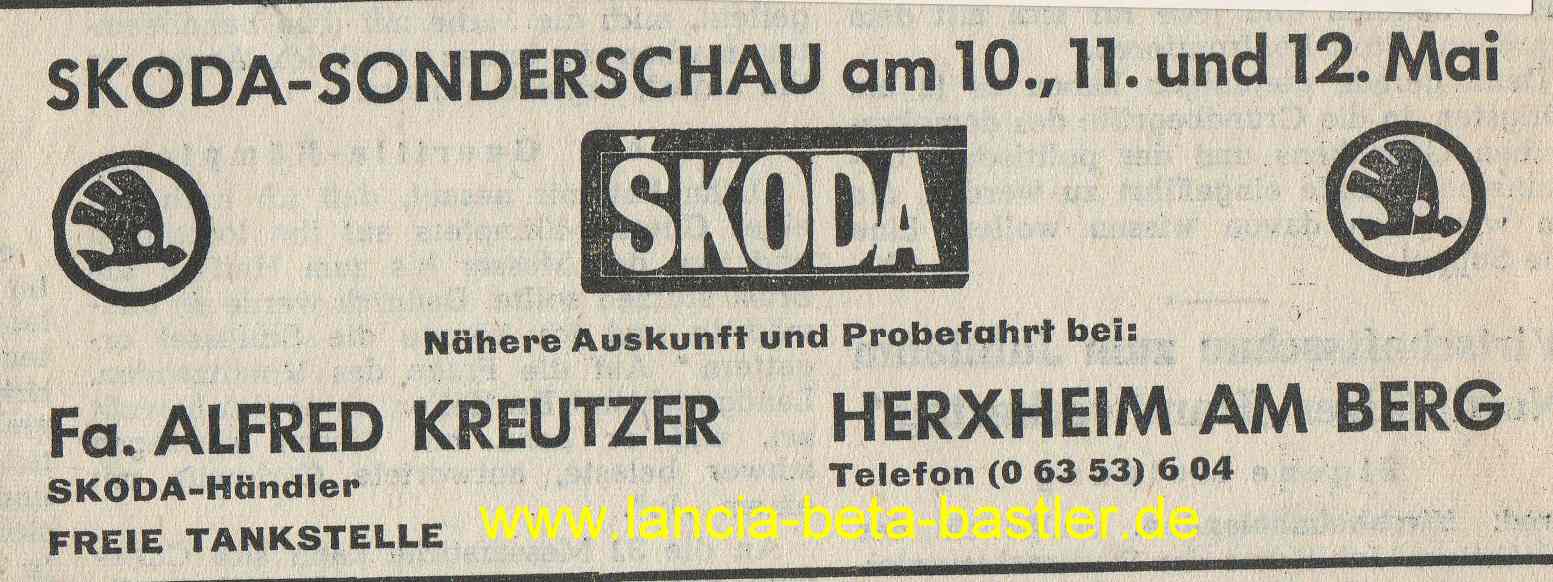 SKODA-SONDERSCHAU am 10., 11. und 12. Mai
ŠKODA
Nähere Auskunft und Probefahrt bei:
Fa. ALFRED KREUTZER HERXHEIM AM BERG
SKODA-Händler Telefon (0 63 53) 6 04
FREIE TANKSTELLE
www.lancia-beta-bastler.de